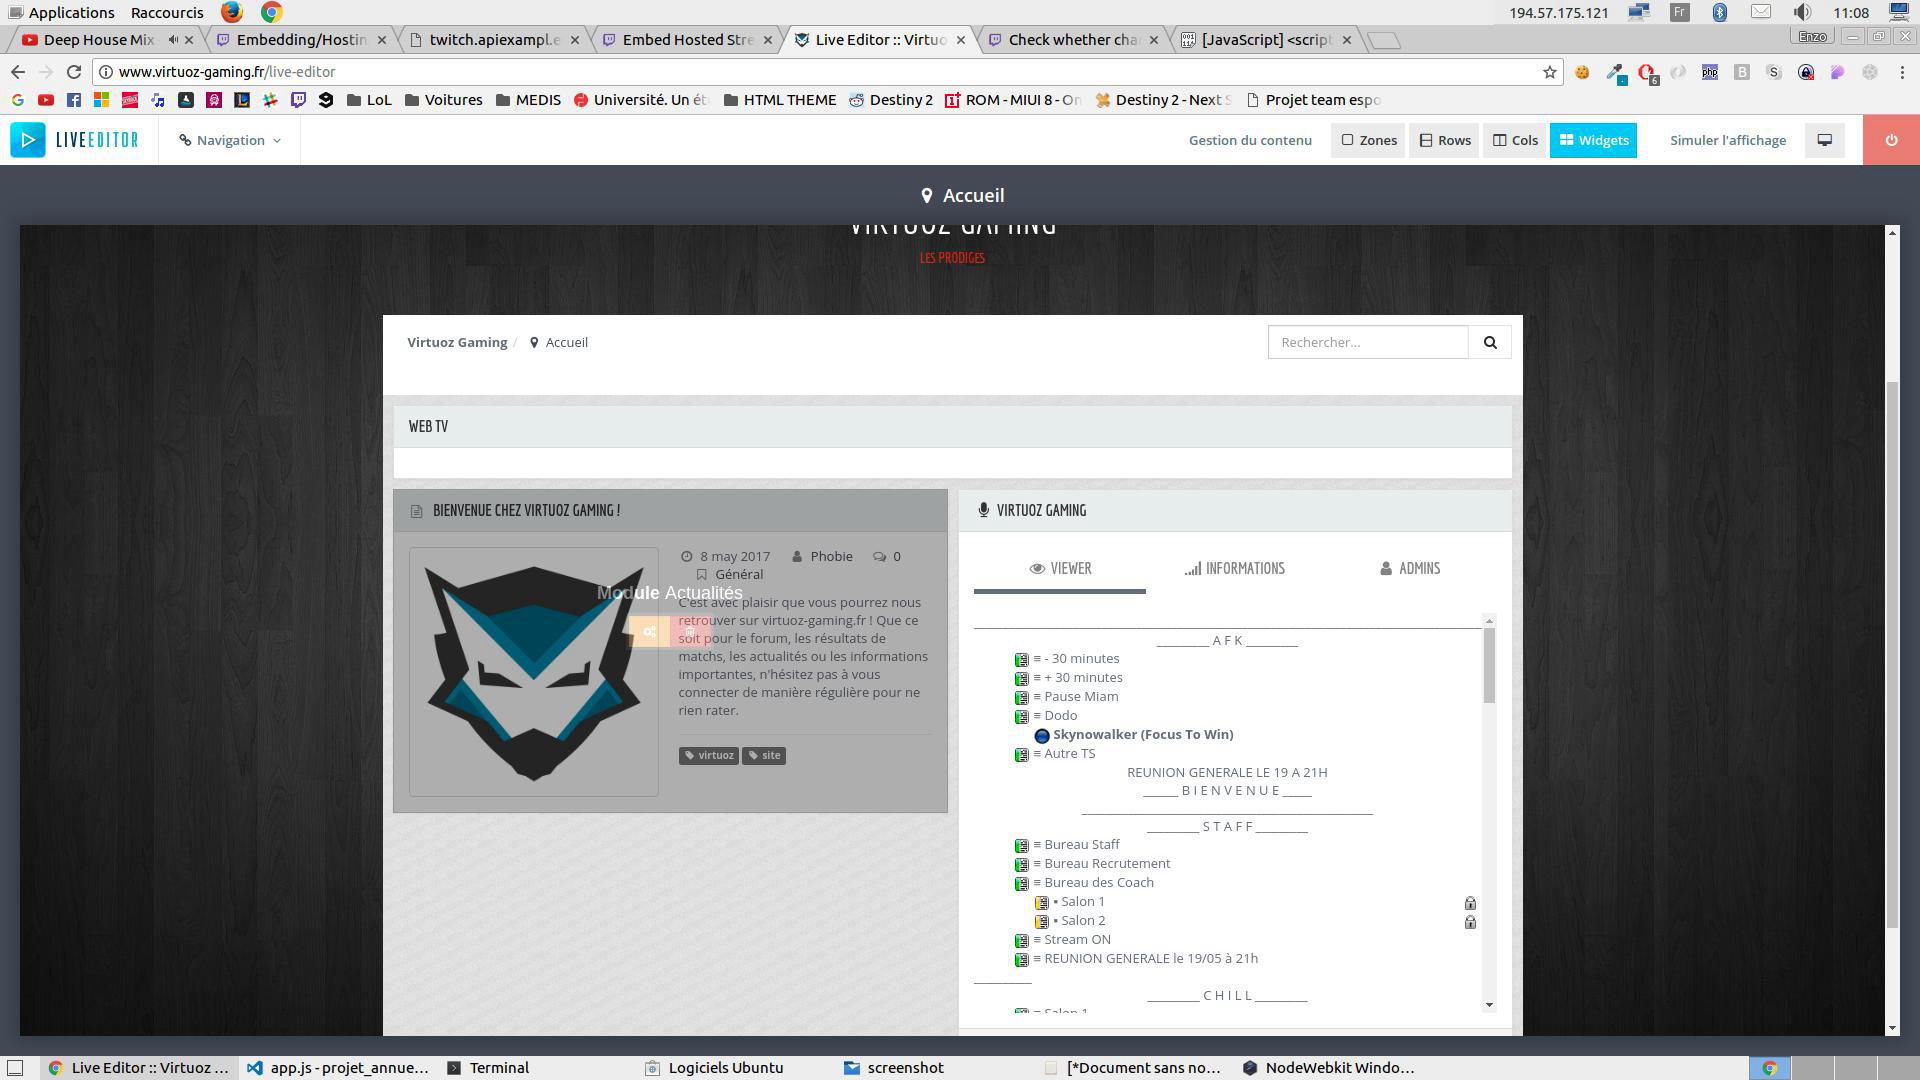 Applications Raccourcis 194.57.175.121 Fr 11:08
Deep House Mix Embedding/Hostin twitch.apiexampl.e Embed Hosted Stre Live Editor :: Virtuo Check whether cha [JavaScript] <script Enzo
www.virtuoz-gaming.fr/live-editor
LoL Voitures MEDIS Université. Un ét HTML THEME Destiny 2 ROM - MIUI 8 - On Destiny 2 - Next S Projet team espo
LIVEEDITOR Navigation Gestion du contenu Zones Rows Cols Widgets Simuler l'affichage
Accueil
VIRTUOZ GAMING
LES PRODIGES
Virtuoz Gaming / Accueil Rechercher...
WEB TV
BIENVENUE CHEZ VIRTUOZ GAMING !
8 may 2017 Phobie 0
Général
Module Actualités
C'est avec plaisir que vous pourrez nous
retrouver sur virtuoz-gaming.fr ! Que ce
soit pour le forum, les résultats de
matchs, les actualités ou les informations
importantes, n'hésitez pas à vous
connecter de manière régulière pour ne
rien rater.
virtuoz site
VIRTUOZ GAMING
VIEWER INFORMATIONS ADMINS
_________ A F K _________
≡ - 30 minutes
≡ + 30 minutes
≡ Pause Miam
≡ Dodo
Skynowalker (Focus To Win)
≡ Autre TS
REUNION GENERALE LE 19 A 21H
______ B I E N V E N U E _____
_________ S T A F F _________
≡ Bureau Staff
≡ Bureau Recrutement
≡ Bureau des Coach
▪ Salon 1
▪ Salon 2
≡ Stream ON
≡ REUNION GENERALE le 19/05 à 21h
_________ C H I L L _________
≡ Salon 1
Live Editor :: Virtuoz ... app.js - projet_annue... Terminal Logiciels Ubuntu screenshot [*Document sans no... NodeWebkit Windo...